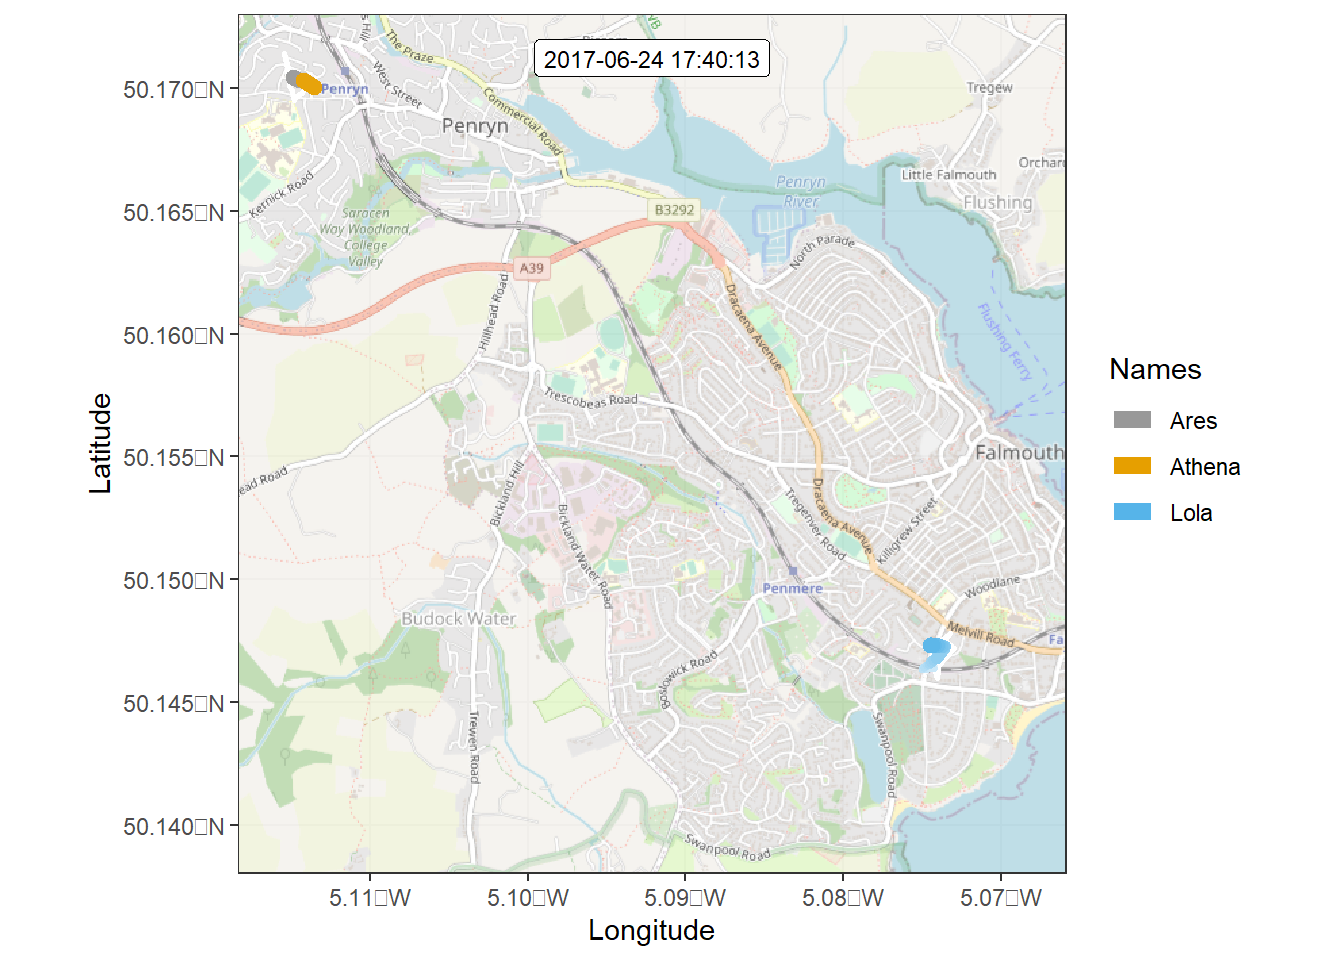 2017-06-24 17:40:13
The Praze
West Street
Penryn
Commercial Road
Penryn
Kernick Road
Saracen
Way Woodland,
College
Valley
Penryn
River
B3292
A39
North Parade
Tregew
Little Falmouth
Orchar
Flushing
Flushing Ferry
Hillhead Road
Dracaena Avenue
Trescobeas Road
ead Road
Bickland Hill
Bickland Water Road
Tregenver Road
Dracaena Avenue
Killigrew Street
Falmouth
Woodlane
Penmere
Melvill Road
Fa
Budock Water
Boslowick Road
Trewen Road
Swanpool Road
Swanpool Road
50.170□N
50.165□N
50.160□N
50.155□N
50.150□N
50.145□N
50.140□N
Latitude
5.11□W
5.10□W
5.09□W
5.08□W
5.07□W
Longitude
Names
Ares
Athena
Lola